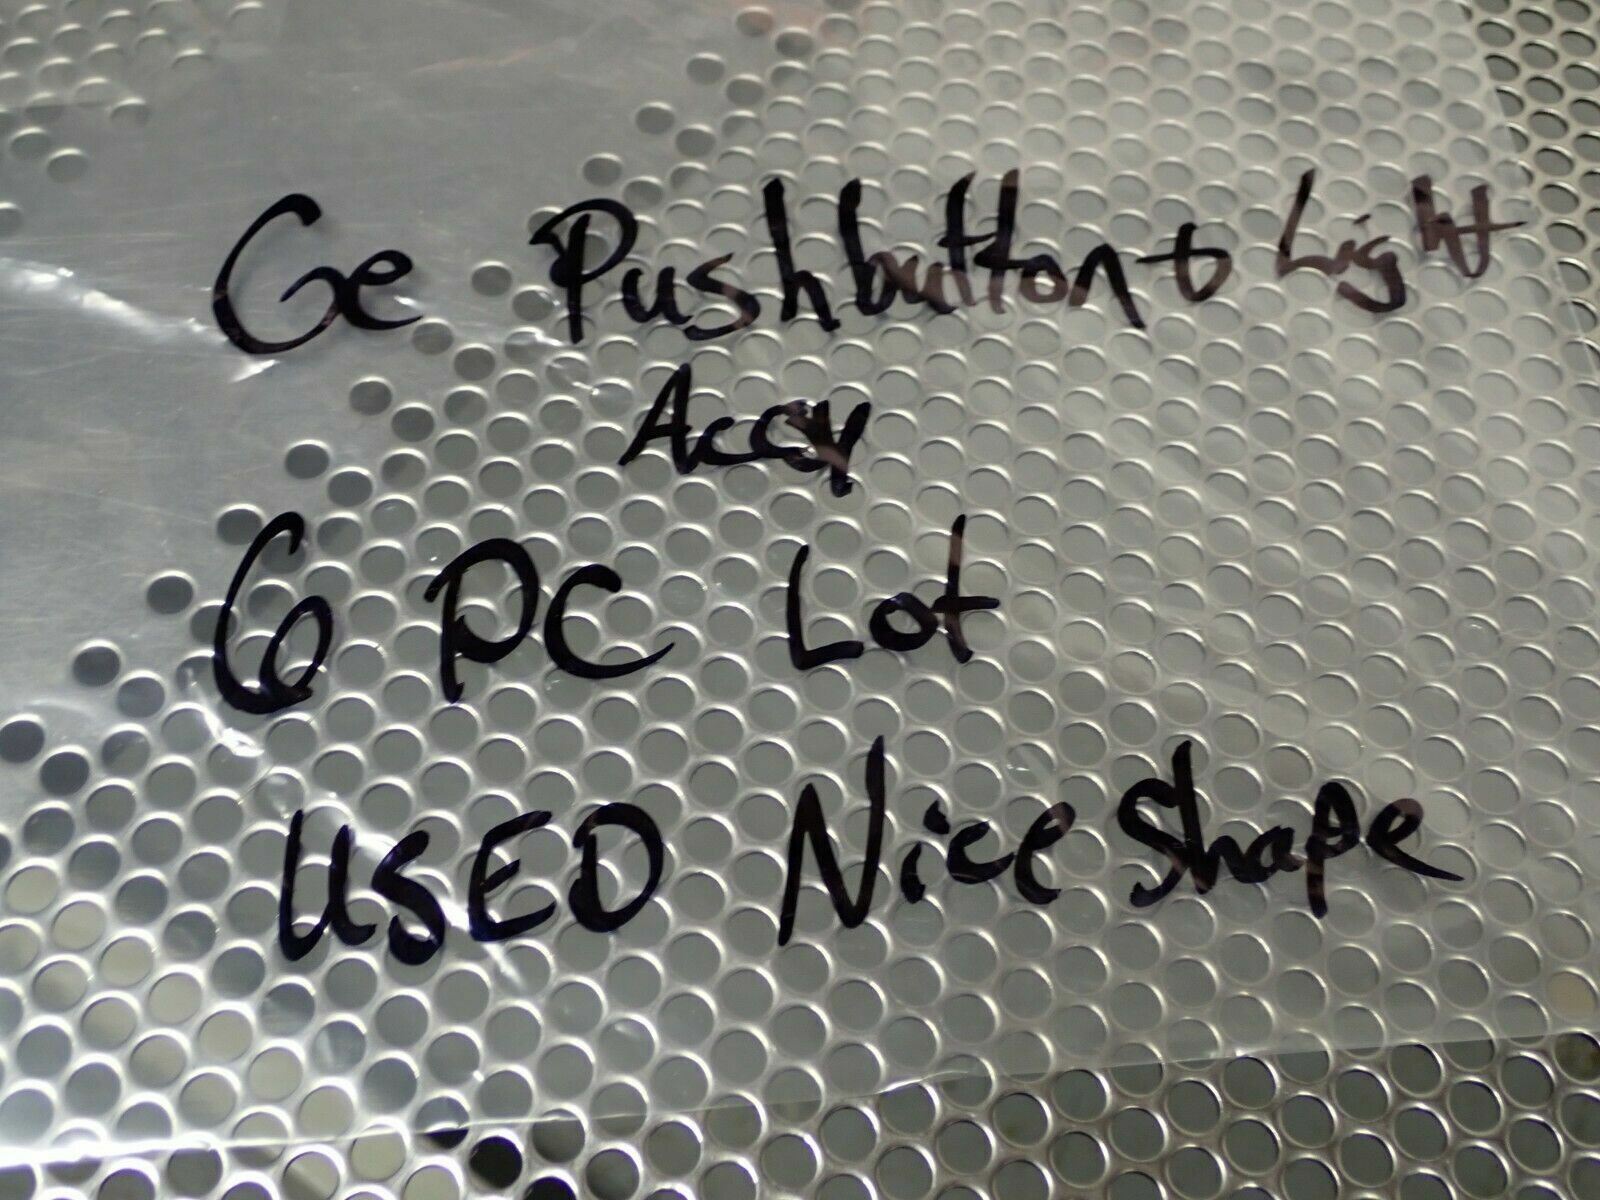 Ge Pushbutton & Light
Accy
6 PC Lot
USED Nice Shape